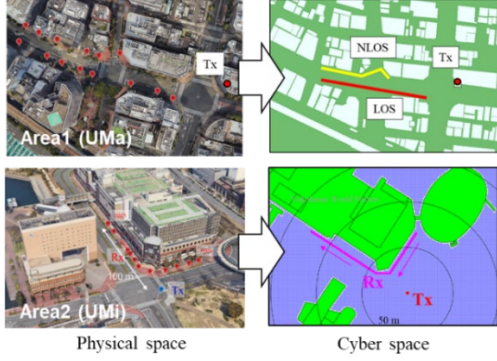 Tx
NLOS
Tx
LOS
Area1 (UMa)
Rx
100 m
Tx
Area2 (UMi)
Rx
Tx
50 m
Physical space
Cyber space